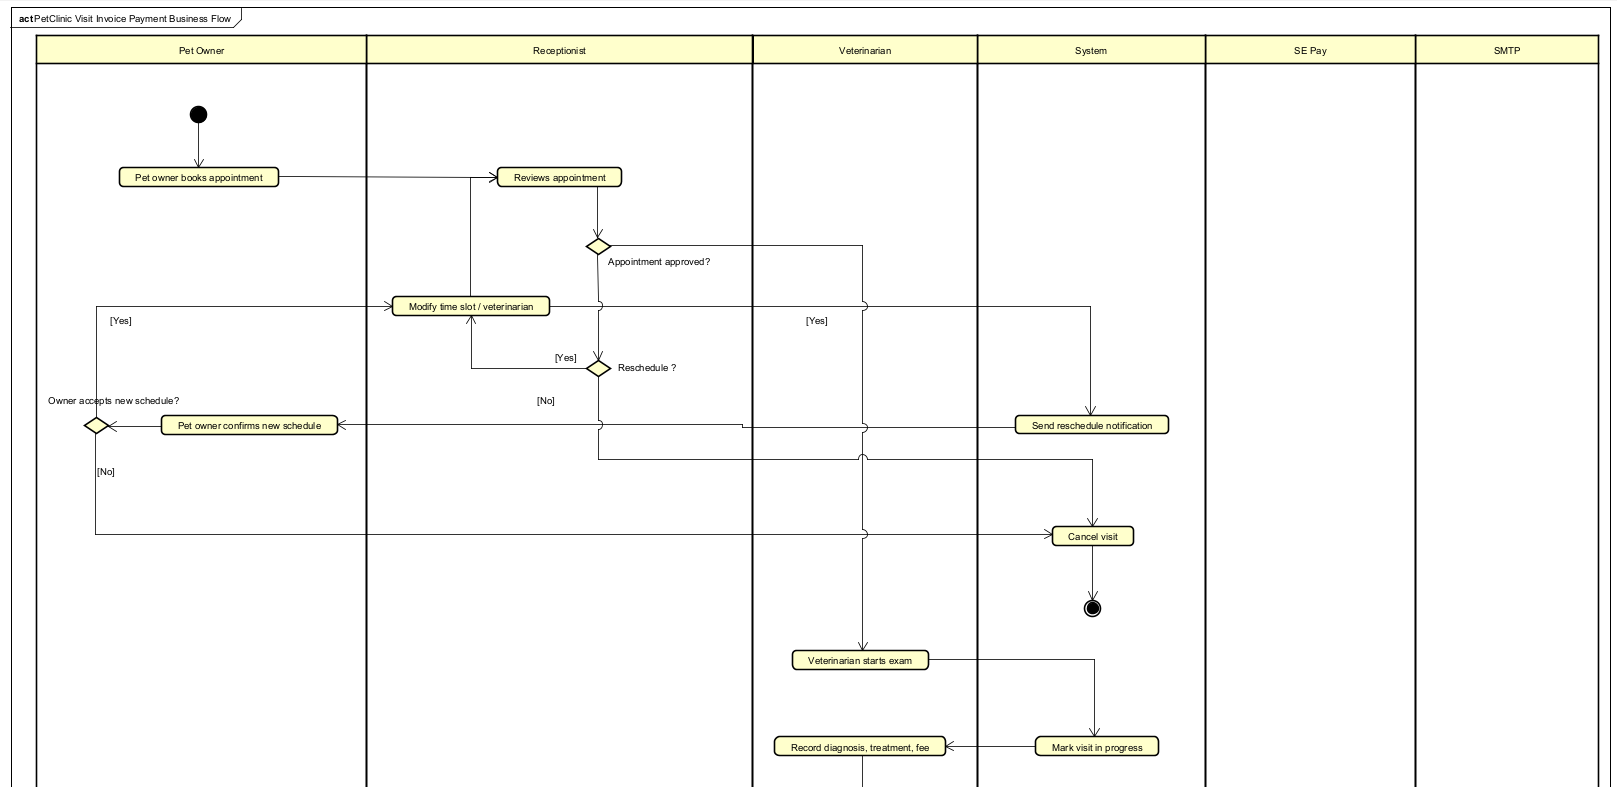 act PetClinic Visit Invoice Payment Business Flow
Pet Owner
Receptionist
Veterinarian
System
SE Pay
SMTP
Pet owner books appointment
Reviews appointment
Appointment approved?
Modify time slot / veterinarian
[Yes]
[Yes]
[Yes]
Reschedule ?
Owner accepts new schedule?
[No]
Pet owner confirms new schedule
Send reschedule notification
[No]
Cancel visit
Veterinarian starts exam
Record diagnosis, treatment, fee
Mark visit in progress